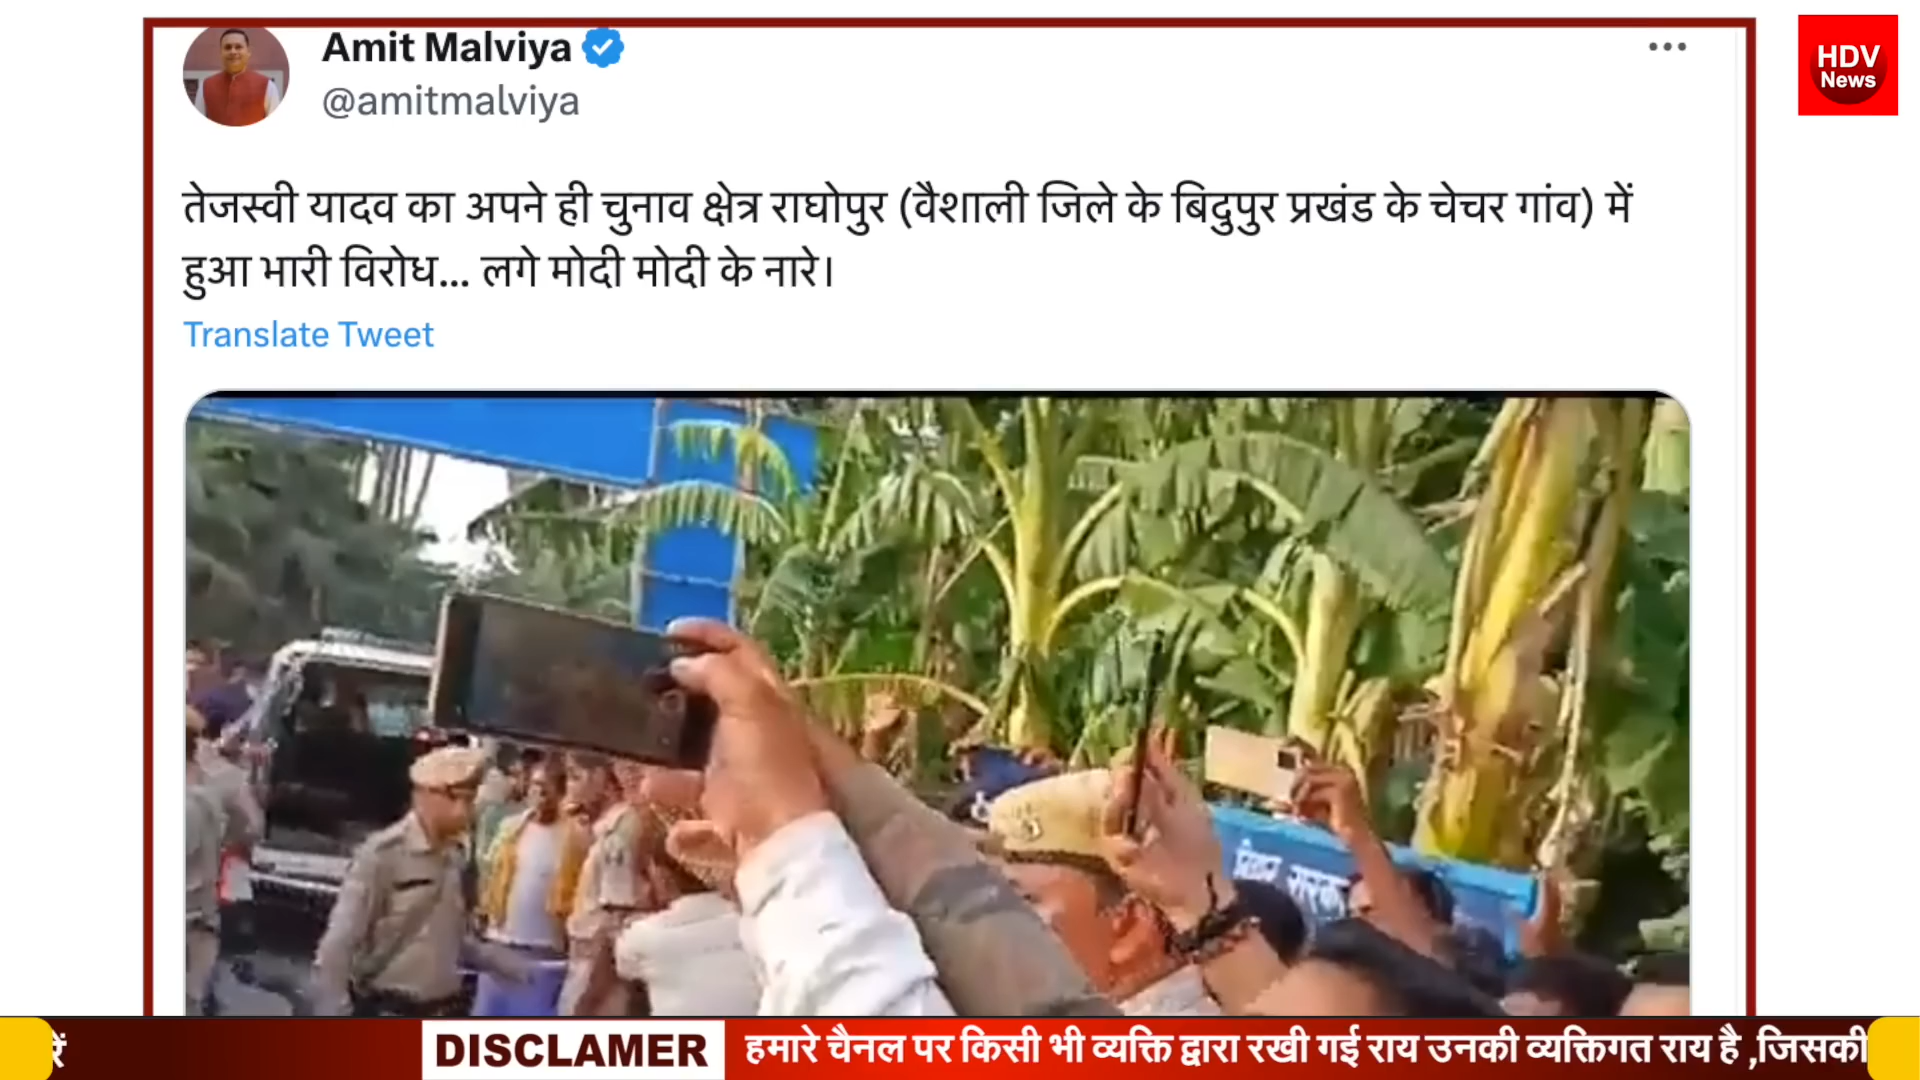 Amit Malviya
@amitmalviya
HDV
News
तेजस्वी यादव का अपने ही चुनाव क्षेत्र राघोपुर (वैशाली जिले के बिदुपुर प्रखंड के चेचर गांव) में
हुआ भारी विरोध... लगे मोदी मोदी के नारे।
Translate Tweet
रें
DISCLAMER
हमारे चैनल पर किसी भी व्यक्ति द्वारा रखी गई राय उनकी व्यक्तिगत राय है ,जिसकी